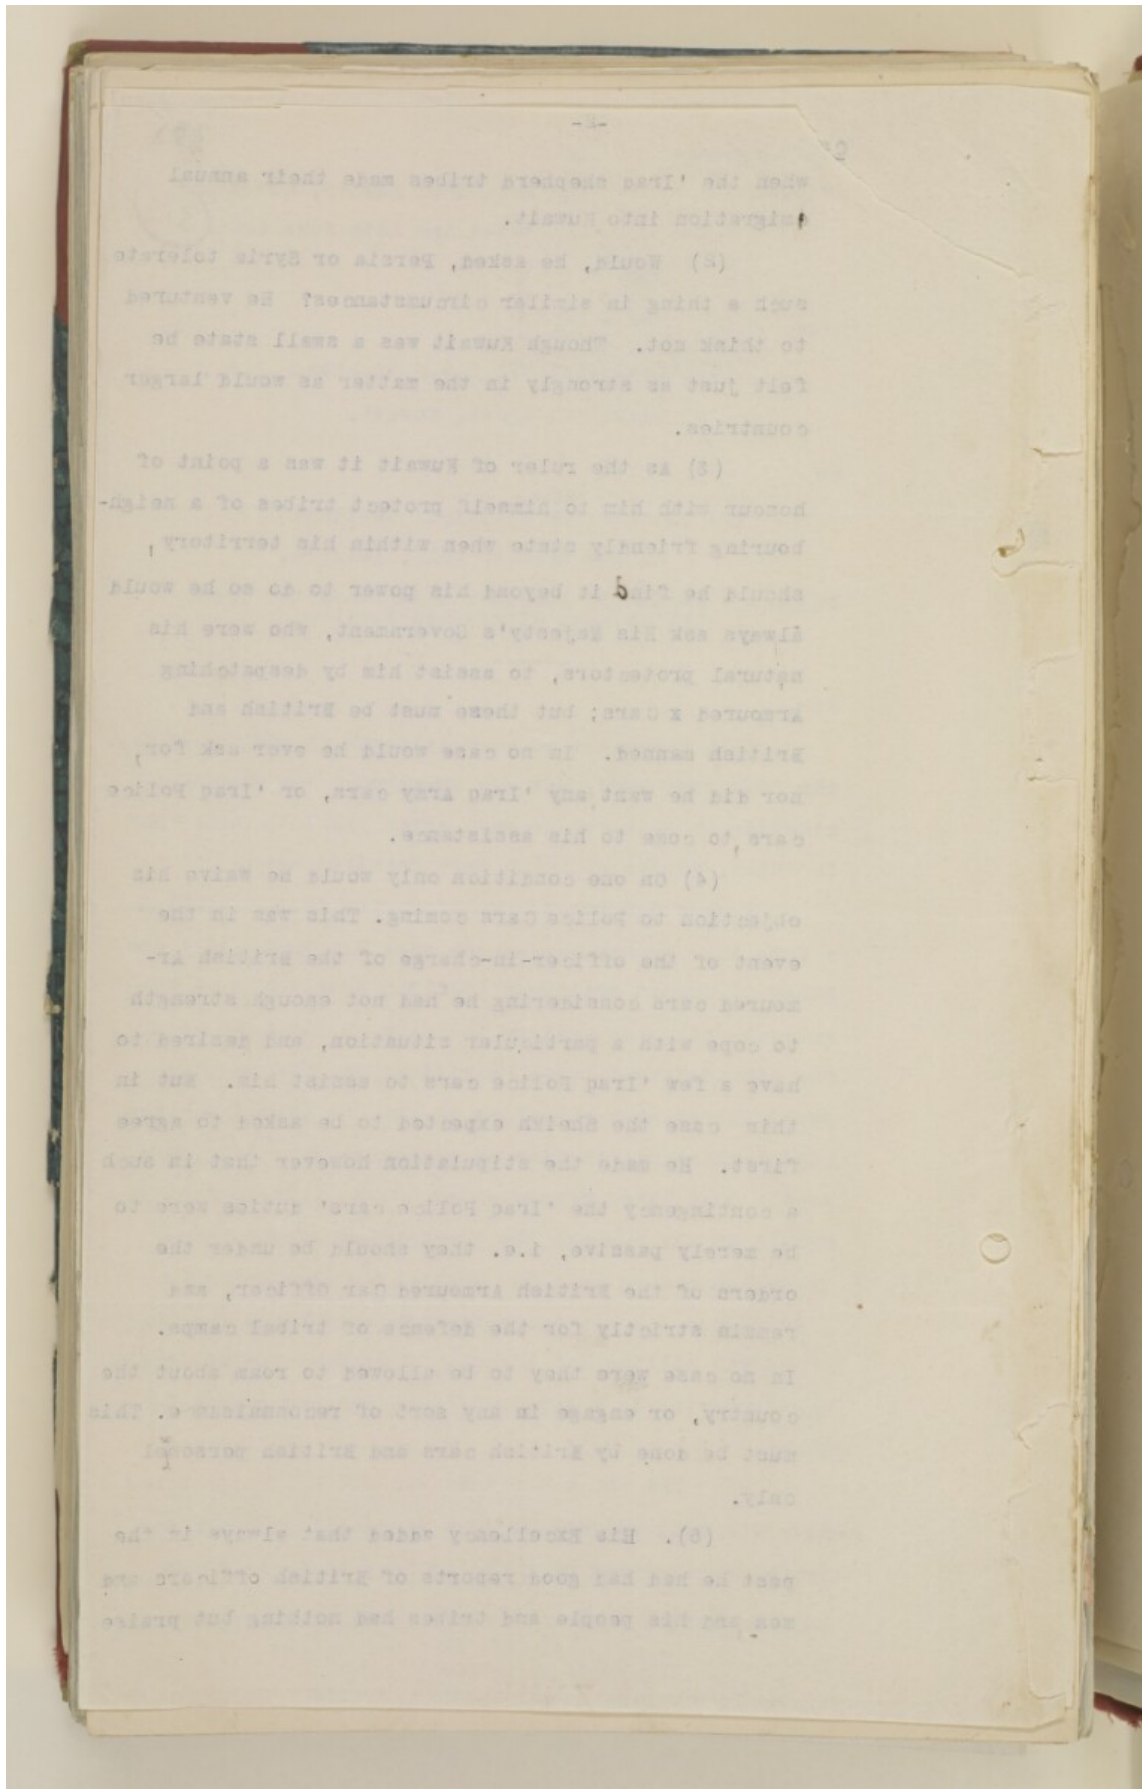 -2-
when the 'Iraq shepherd tribes made their annual
migration into Kuwait.
(2) Would, he asked, Persia or Syria tolerate
such a thing in similar circumstances? He ventured
to think not. Though Kuwait was a small state he
felt just as strongly in the matter as would larger
countries.
(3) As the ruler of Kuwait it was a point of
honour with him to himself protect tribes of a neigh-
bouring friendly state when within his territory,
should he find it beyond his power to do so he would
Always ask His Majesty's Government, who were his
natural protectors, to assist him by despatching
Armoured x Cars; but these must be British and
British manned. In no case would he ever ask for,
nor did he want any 'Iraq Army cars, or 'Iraq Police
cars, to come to his assistance.
(4) On one condition only would he Waive his
objection to Police Cars coming. This was in the
event of the officer-in-charge of the British Ar-
moured cars considering he had not enough strength
to cope with a particular situation, and desired to
have a few 'Iraq Police cars to assist him. But in
this case the Sheikh expected to be asked to agree
first. He made the stipulation however that in such
a contingency the 'Iraq Police cars' duties were to
be merely passive, i.e. they should be under the
orders of the British Armoured Car Officer, and
remain strictly for the defence of tribal camps.
In no case were they to be allowed to roam about the
country, or engage in any sort of reconnaisance. This
must be done by British cars and British personel
only.
(5). His Excellency added that always in the
past he had had good reports of British officers and
men and his people and tribes had nothing but praise